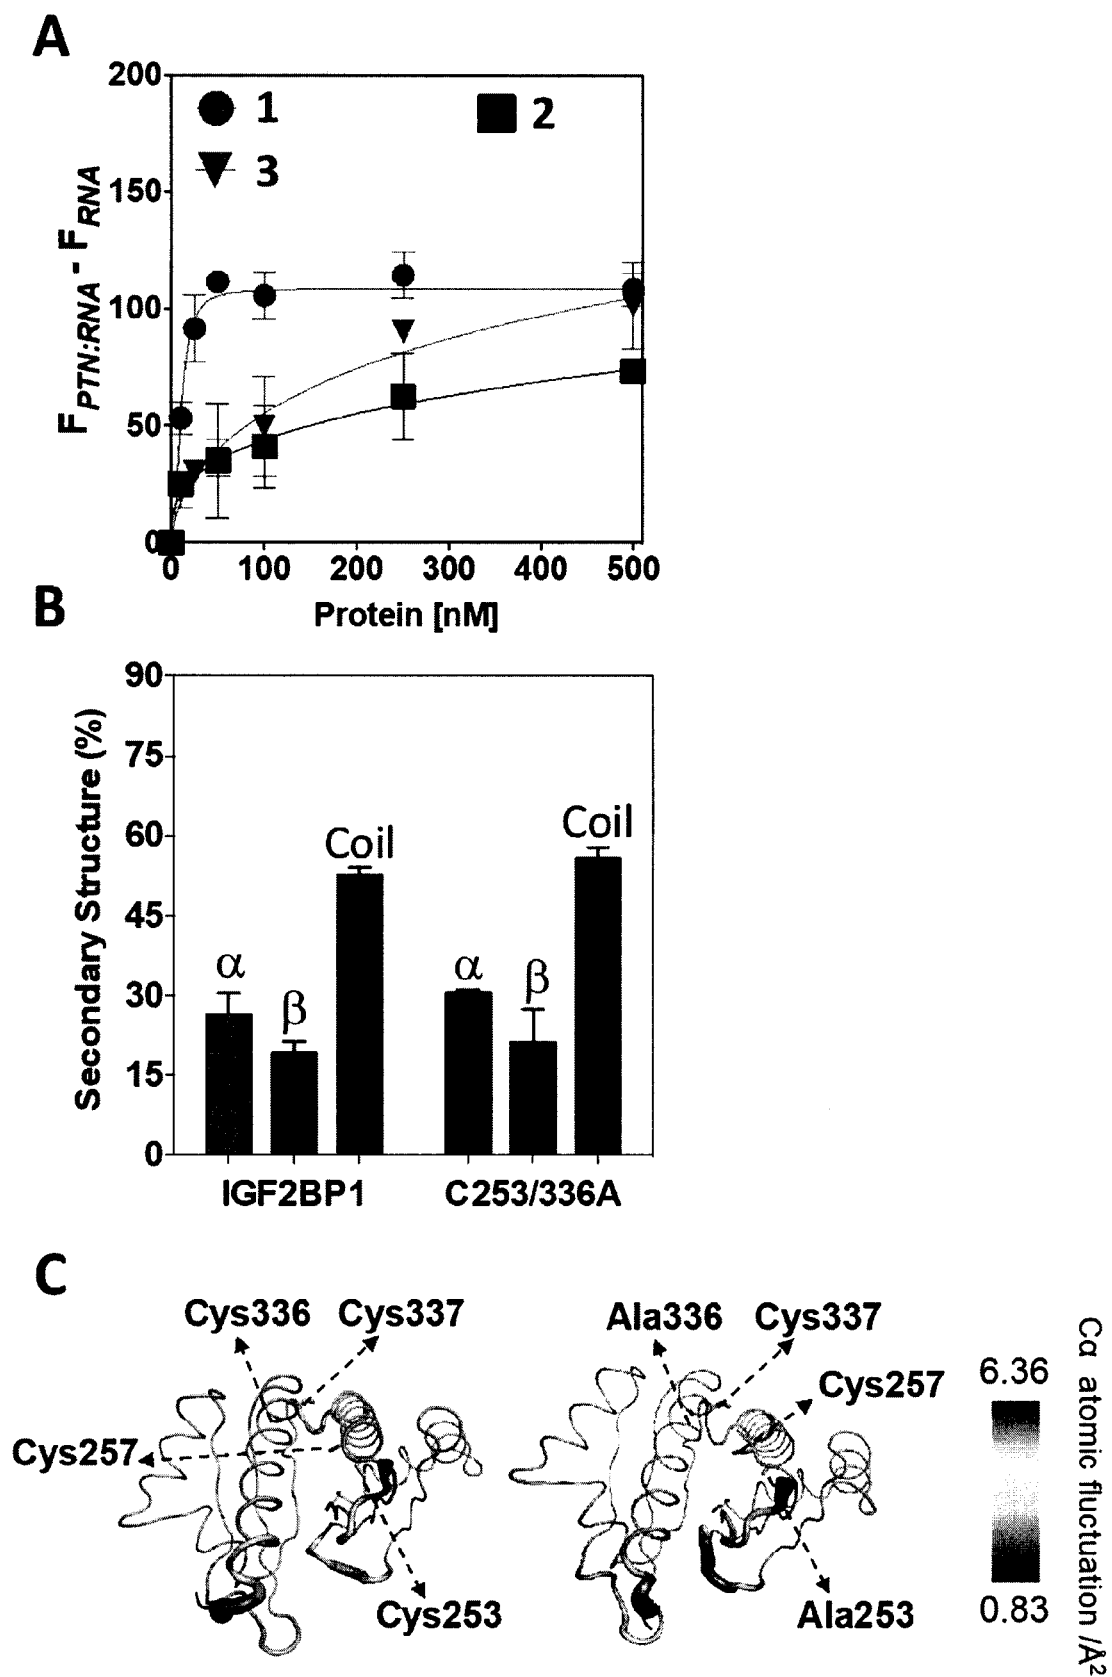 A
200
150
100
50
0
F PTN:RNA - F RNA
1
2
3
0 100 200 300 400 500
Protein [nM]
B
90
75
60
45
30
15
0
Secondary Structure (%)
α
β
Coil
α
β
Coil
IGF2BP1 C253/336A
C
Cys336 Cys337
Cys257
Cys253
Ala336 Cys337
Cys257
Ala253
6.36
0.83
Cα atomic fluctuation /Å²